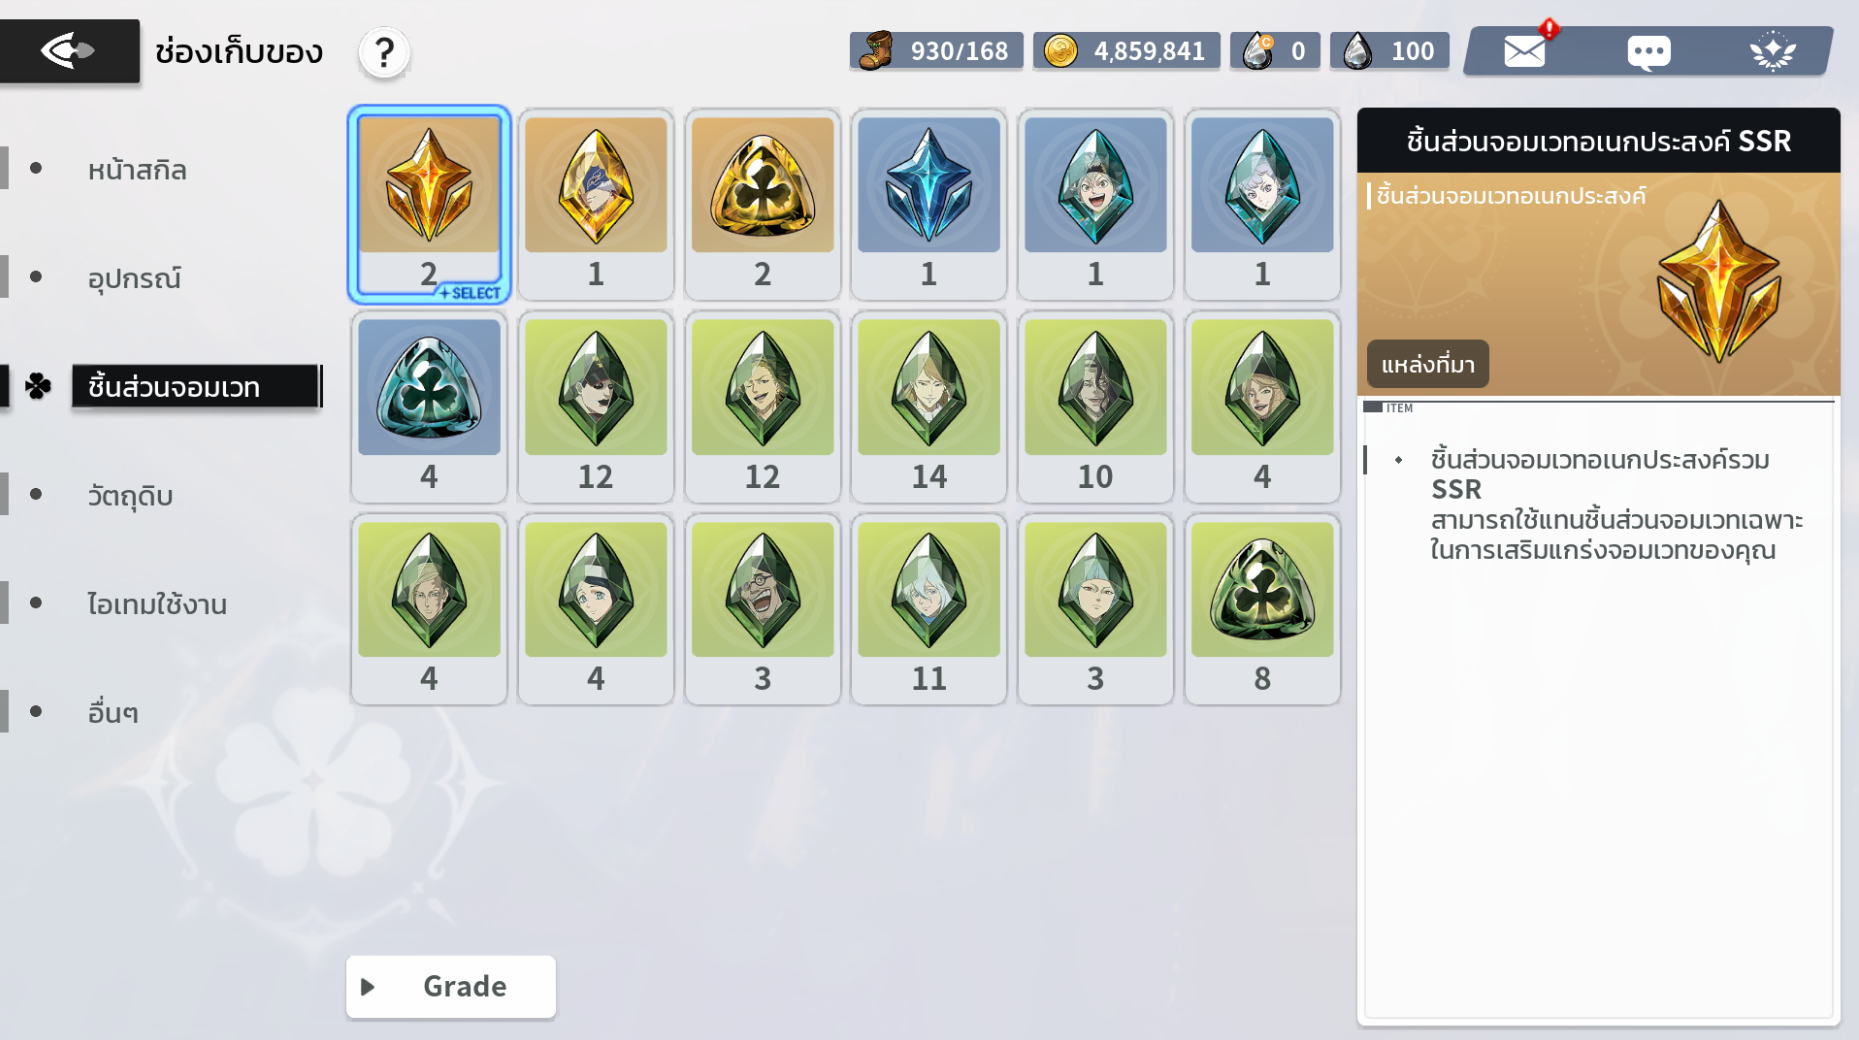 ช่องเก็บของ
?
930/168
4,859,841
C
0
100
!
หน้าสกิล
อุปกรณ์
ชิ้นส่วนจอมเวท
วัตถุดิบ
ไอเทมใช้งาน
อื่นๆ
2
SELECT
1
2
1
1
1
4
12
12
14
10
4
4
4
3
11
3
8
Grade
ชิ้นส่วนจอมเวทอเนกประสงค์ SSR
ชิ้นส่วนจอมเวทอเนกประสงค์
แหล่งที่มา
ITEM
ชิ้นส่วนจอมเวทอเนกประสงค์รวม
SSR
สามารถใช้แทนชิ้นส่วนจอมเวทเฉพาะ
ในการเสริมแกร่งจอมเวทของคุณ